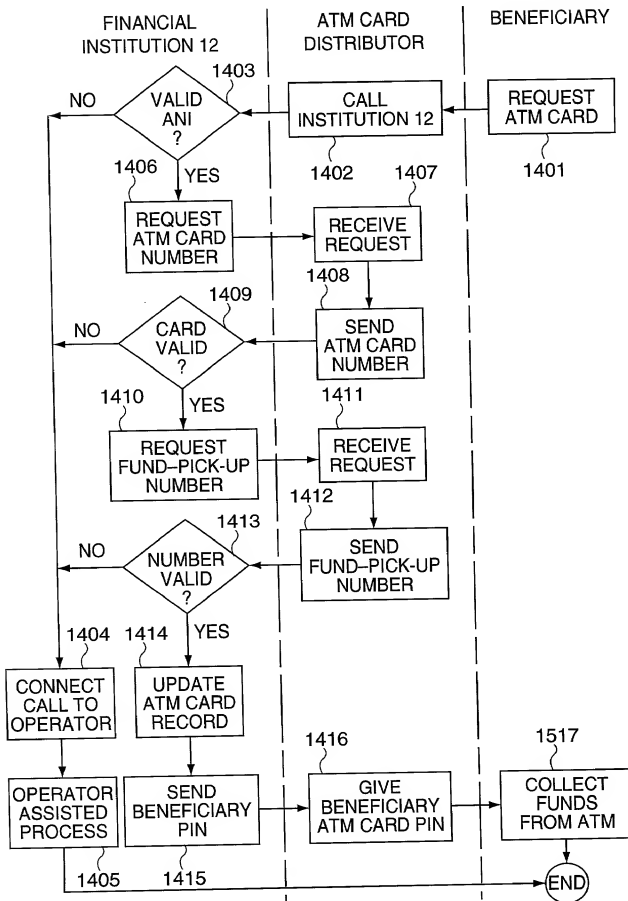 FINANCIAL
INSTITUTION 12
ATM CARD
DISTRIBUTOR
BENEFICIARY
1403
NO
VALID
ANI
?
CALL
INSTITUTION 12
REQUEST
ATM CARD
1406
YES
1402
1407
1401
REQUEST
ATM CARD
NUMBER
RECEIVE
REQUEST
1408
1409
NO
CARD
VALID
?
SEND
ATM CARD
NUMBER
1410
YES
1411
REQUEST
FUND–PICK-UP
NUMBER
RECEIVE
REQUEST
1412
1413
NO
NUMBER
VALID
?
SEND
FUND–PICK-UP
NUMBER
1404
1414
YES
CONNECT
CALL TO
OPERATOR
UPDATE
ATM CARD
RECORD
1416
1517
OPERATOR
ASSISTED
PROCESS
SEND
BENEFICIARY
PIN
GIVE
BENEFICIARY
ATM CARD PIN
COLLECT
FUNDS
FROM ATM
1405
1415
END